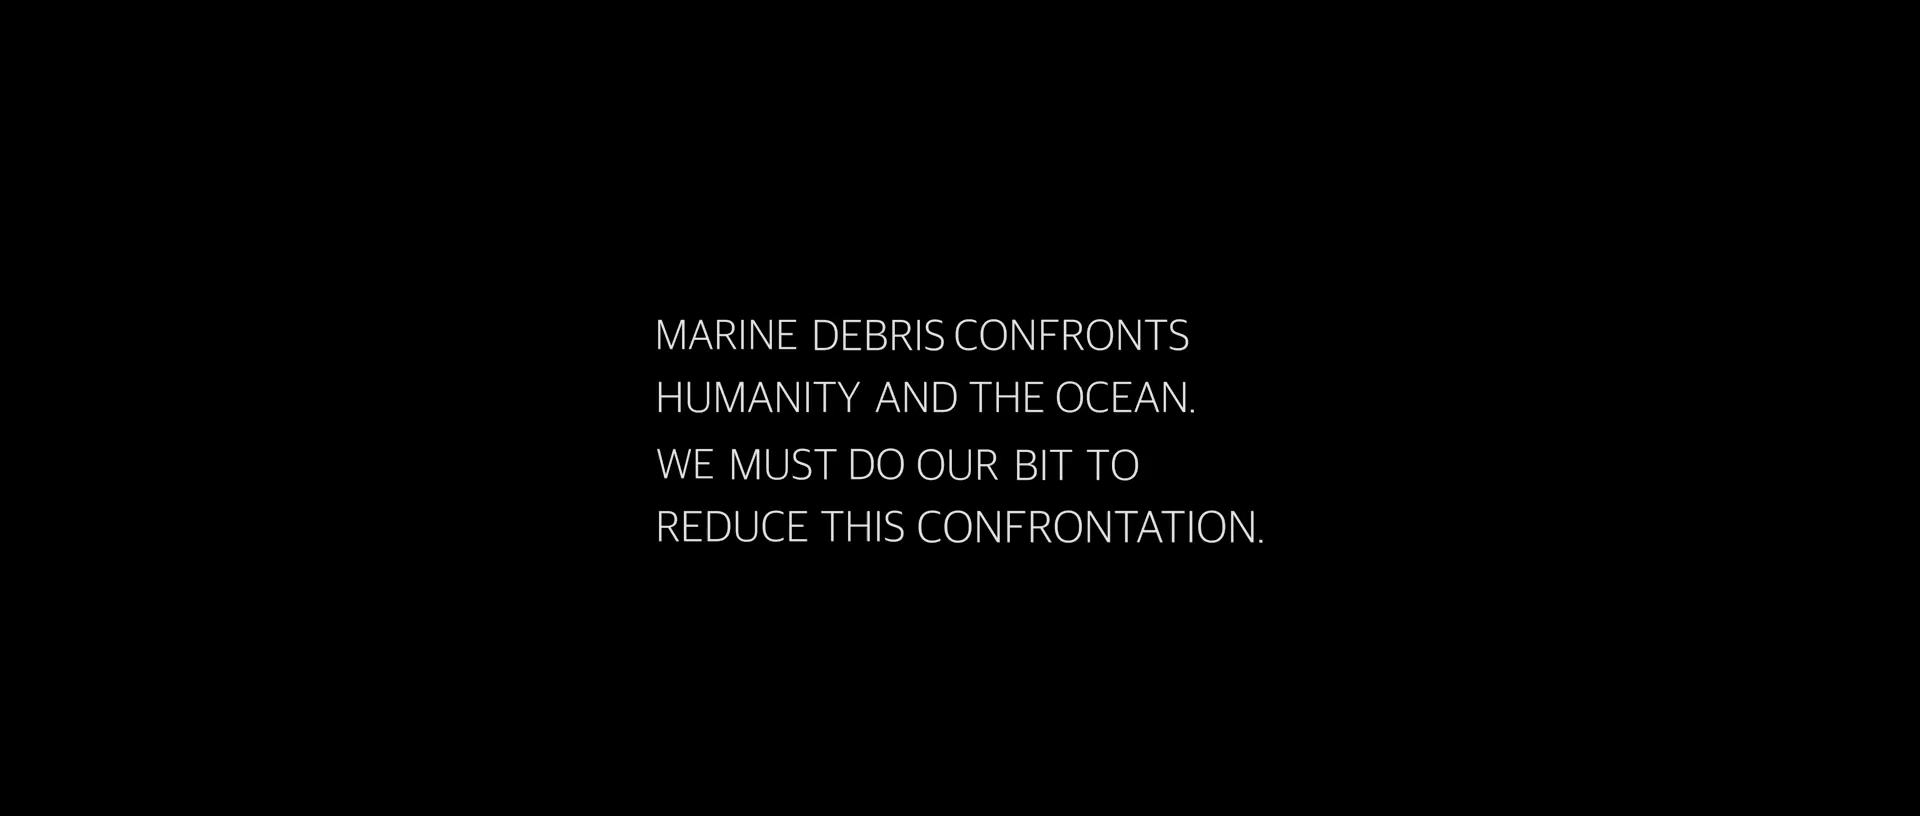 MARINE DEBRIS CONFRONTS
HUMANITY AND THE OCEAN.
WE MUST DO OUR BIT TO
REDUCE THIS CONFRONTATION.